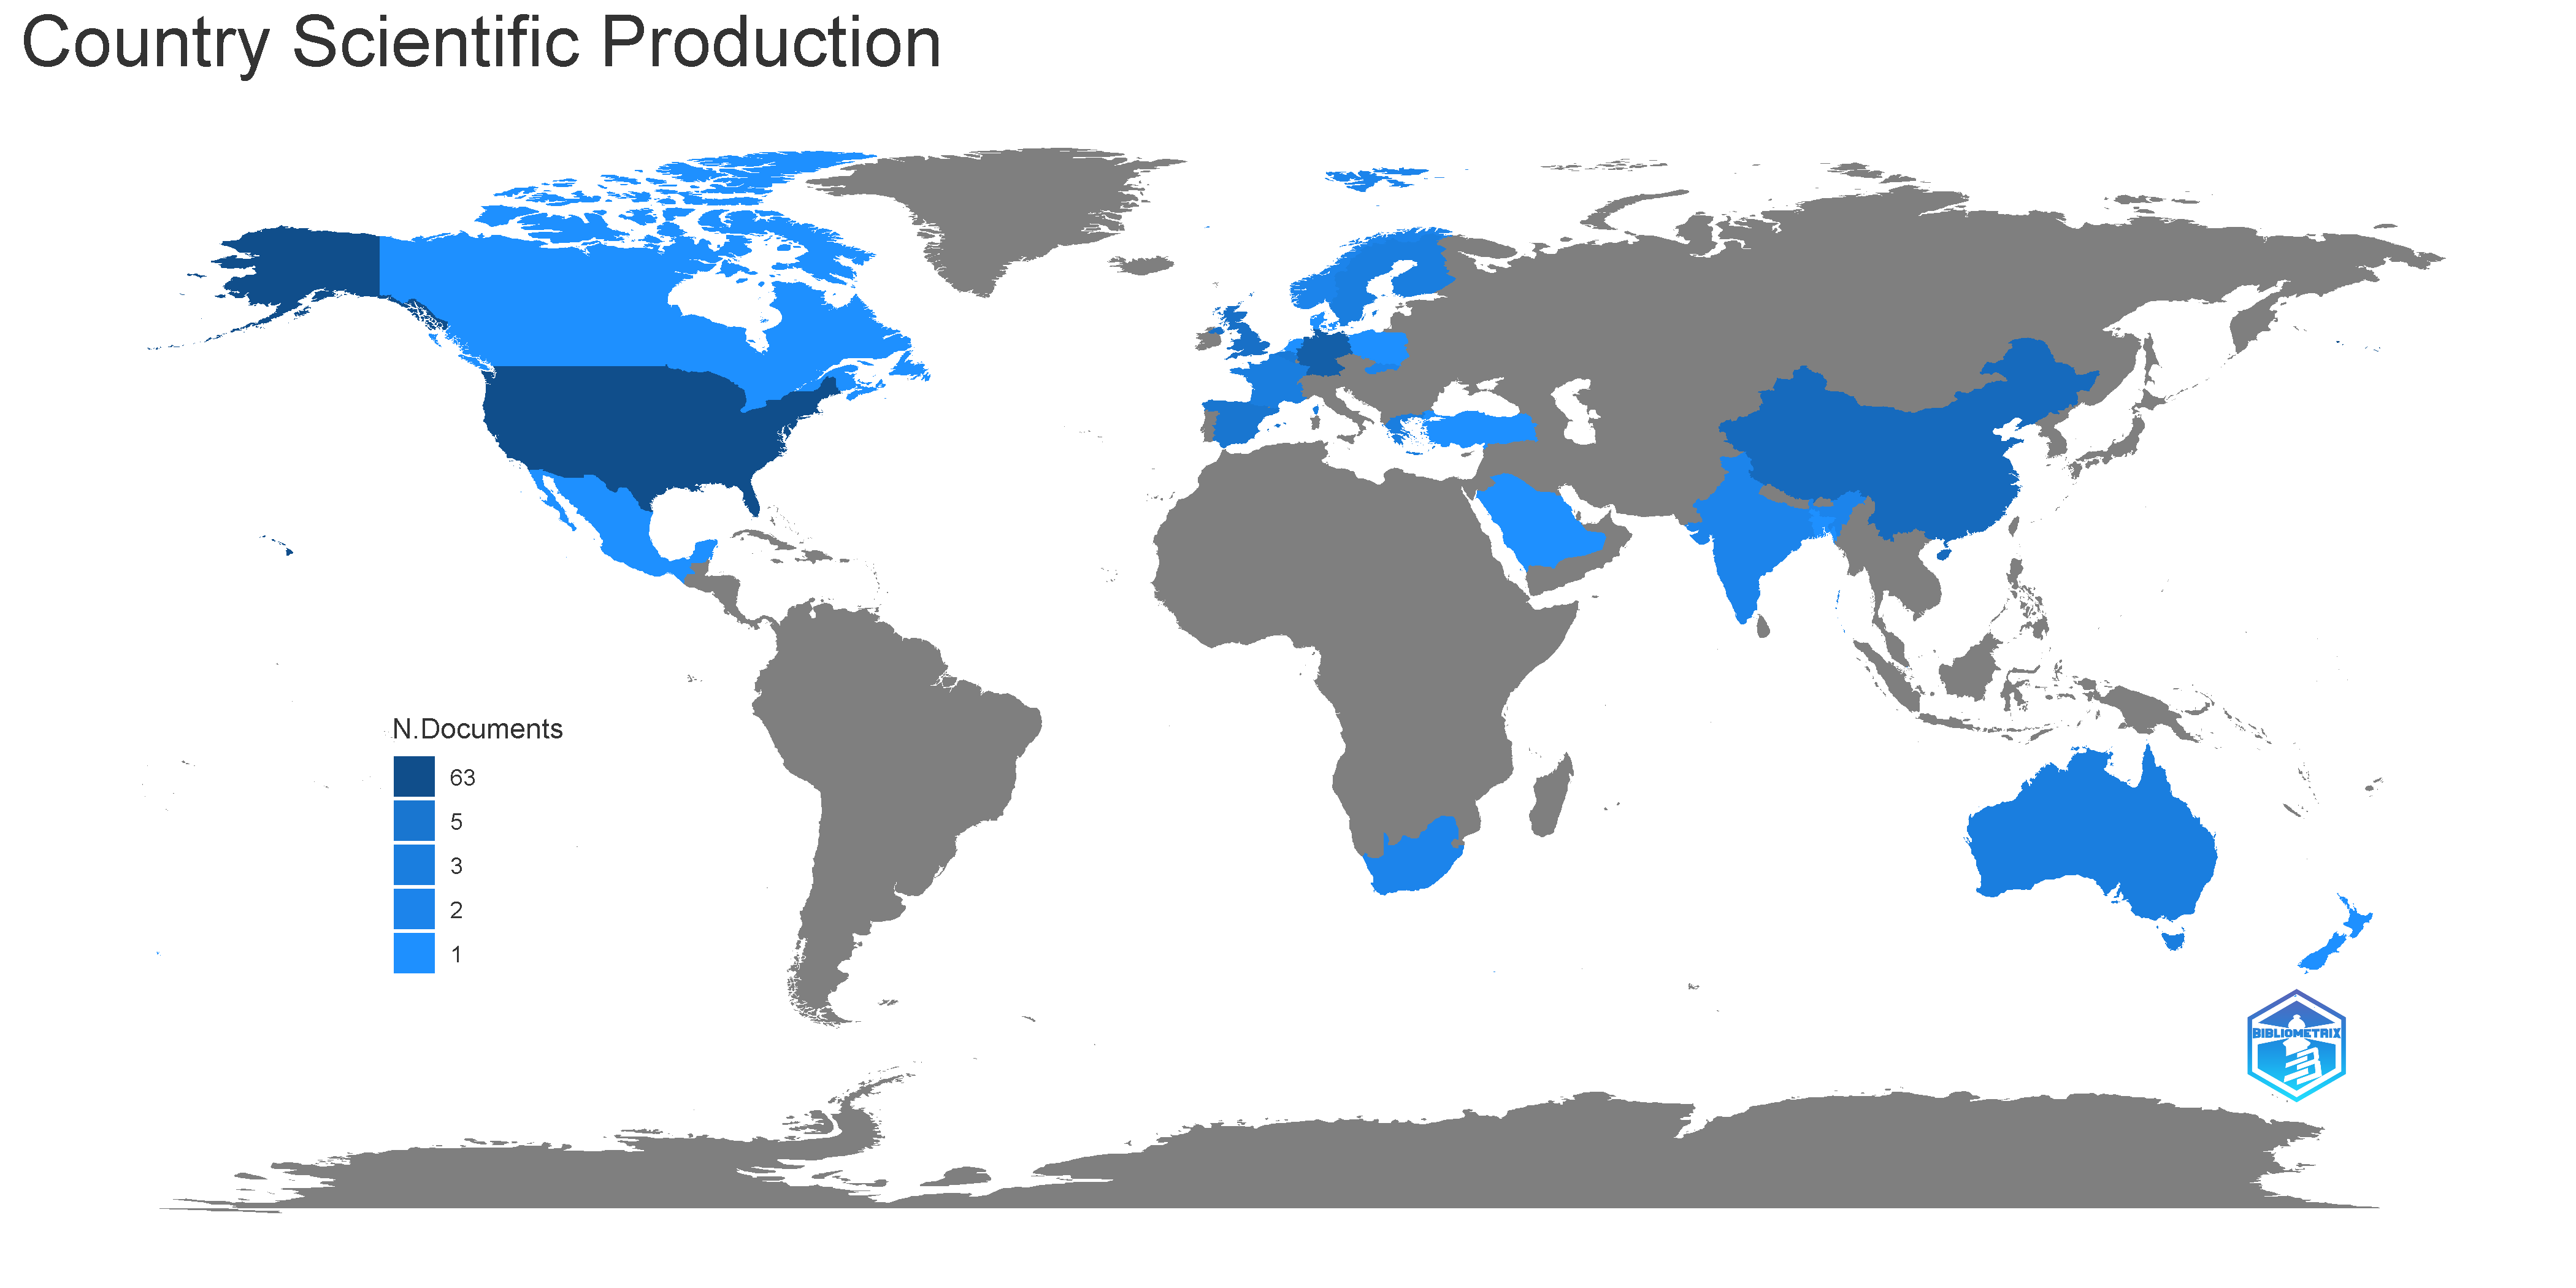 Country Scientific Production
N.Documents
63
5
3
2
1
BIBLIOMETRIX